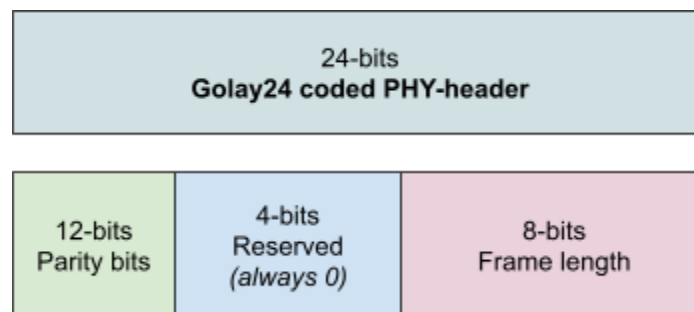 24-bits
Golay24 coded PHY-header
12-bits
Parity bits
4-bits
Reserved
(always 0)
8-bits
Frame length